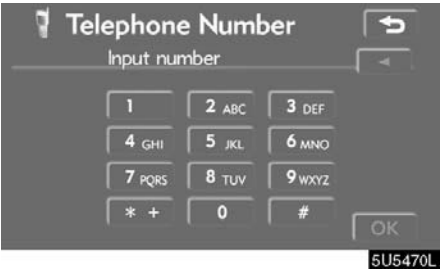 Telephone Number
Input number
1 2 ABC 3 DEF
4 GHI 5 JKL 6 MNO
7 PQRS 8 TUV 9 WXYZ
* + 0 #
OK
5U5470L